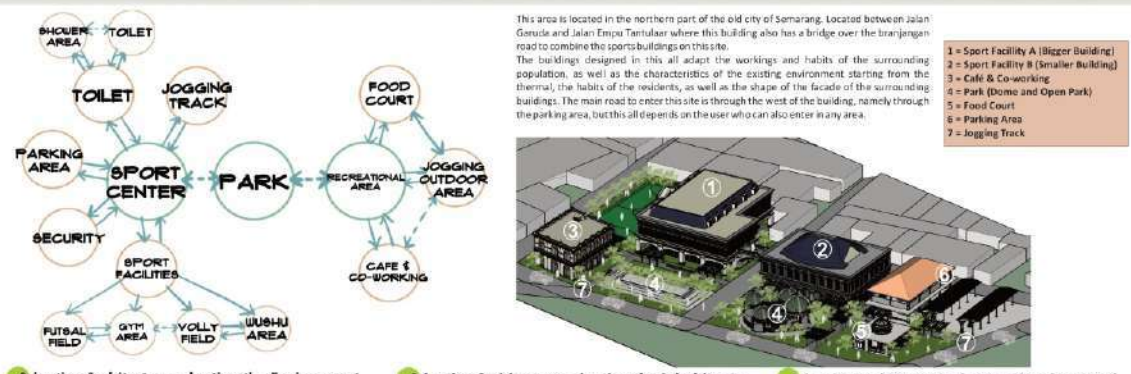 SHOWER
AREA
TOILET
TOILET
JOGGING
TRACK
PARKING
AREA
SPORT
CENTER
SECURITY
SPORT
FACILITIES
FUTSAL
FIELD
GYM
AREA
VOLLY
FIELD
WUSHU
AREA
PARK
RECREATIONAL
AREA
FOOD
COURT
JOGGING
OUTDOOR
AREA
CAFE &
CO-WORKING
This area is located in the northern part of the old city of Semarang. Located between Jalan
Garuda and Jalan Empu Tantulaar where this building also has a bridge over the branjangan
road to combine the sports buildings on this site.
The buildings designed in this all adapt the workings and habits of the surrounding
population, as well as the characteristics of the existing environment starting from the
thermal, the habits of the residents, as well as the shape of the facade of the surrounding
buildings. The main road to enter this site is through the west of the building, namely through
the parking area, but this all depends on the user who can also enter in any area.
1 = Sport Facillity A (Bigger Building)
2 = Sport Facillity B (Smaller Building)
3 = Café & Co-working
4 = Park (Dome and Open Park)
5 = Food Court
6 = Parking Area
7 = Jogging Track
1
3
2
6
7
4
4
5
7